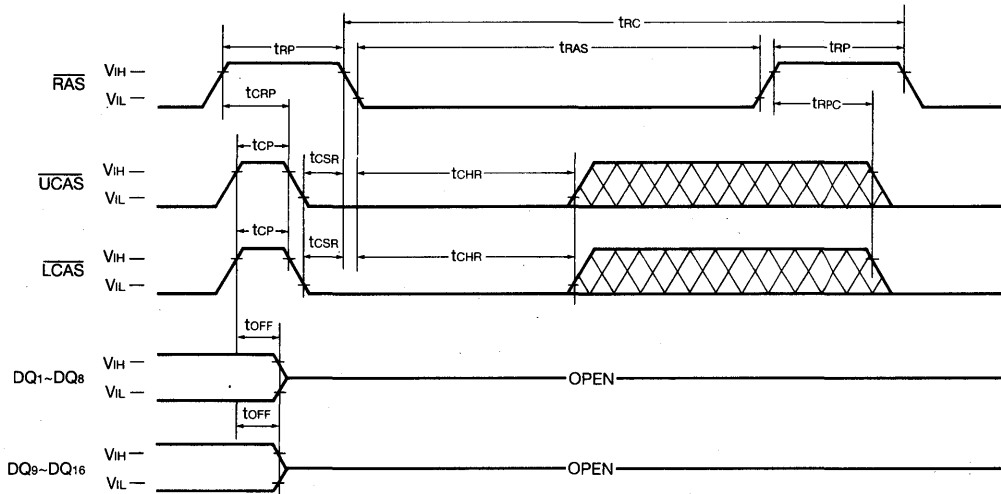 tRC
tRP tRAS tRP
RAS VIH
VIL
tCRP tRPC
tCP tCSR
UCAS VIH tCHR
VIL
tCP tCSR
LCAS VIH tCHR
VIL
tOFF
VIH
DQ1~DQ8 OPEN
VIL
tOFF
VIH
DQ9~DQ16 OPEN
VIL